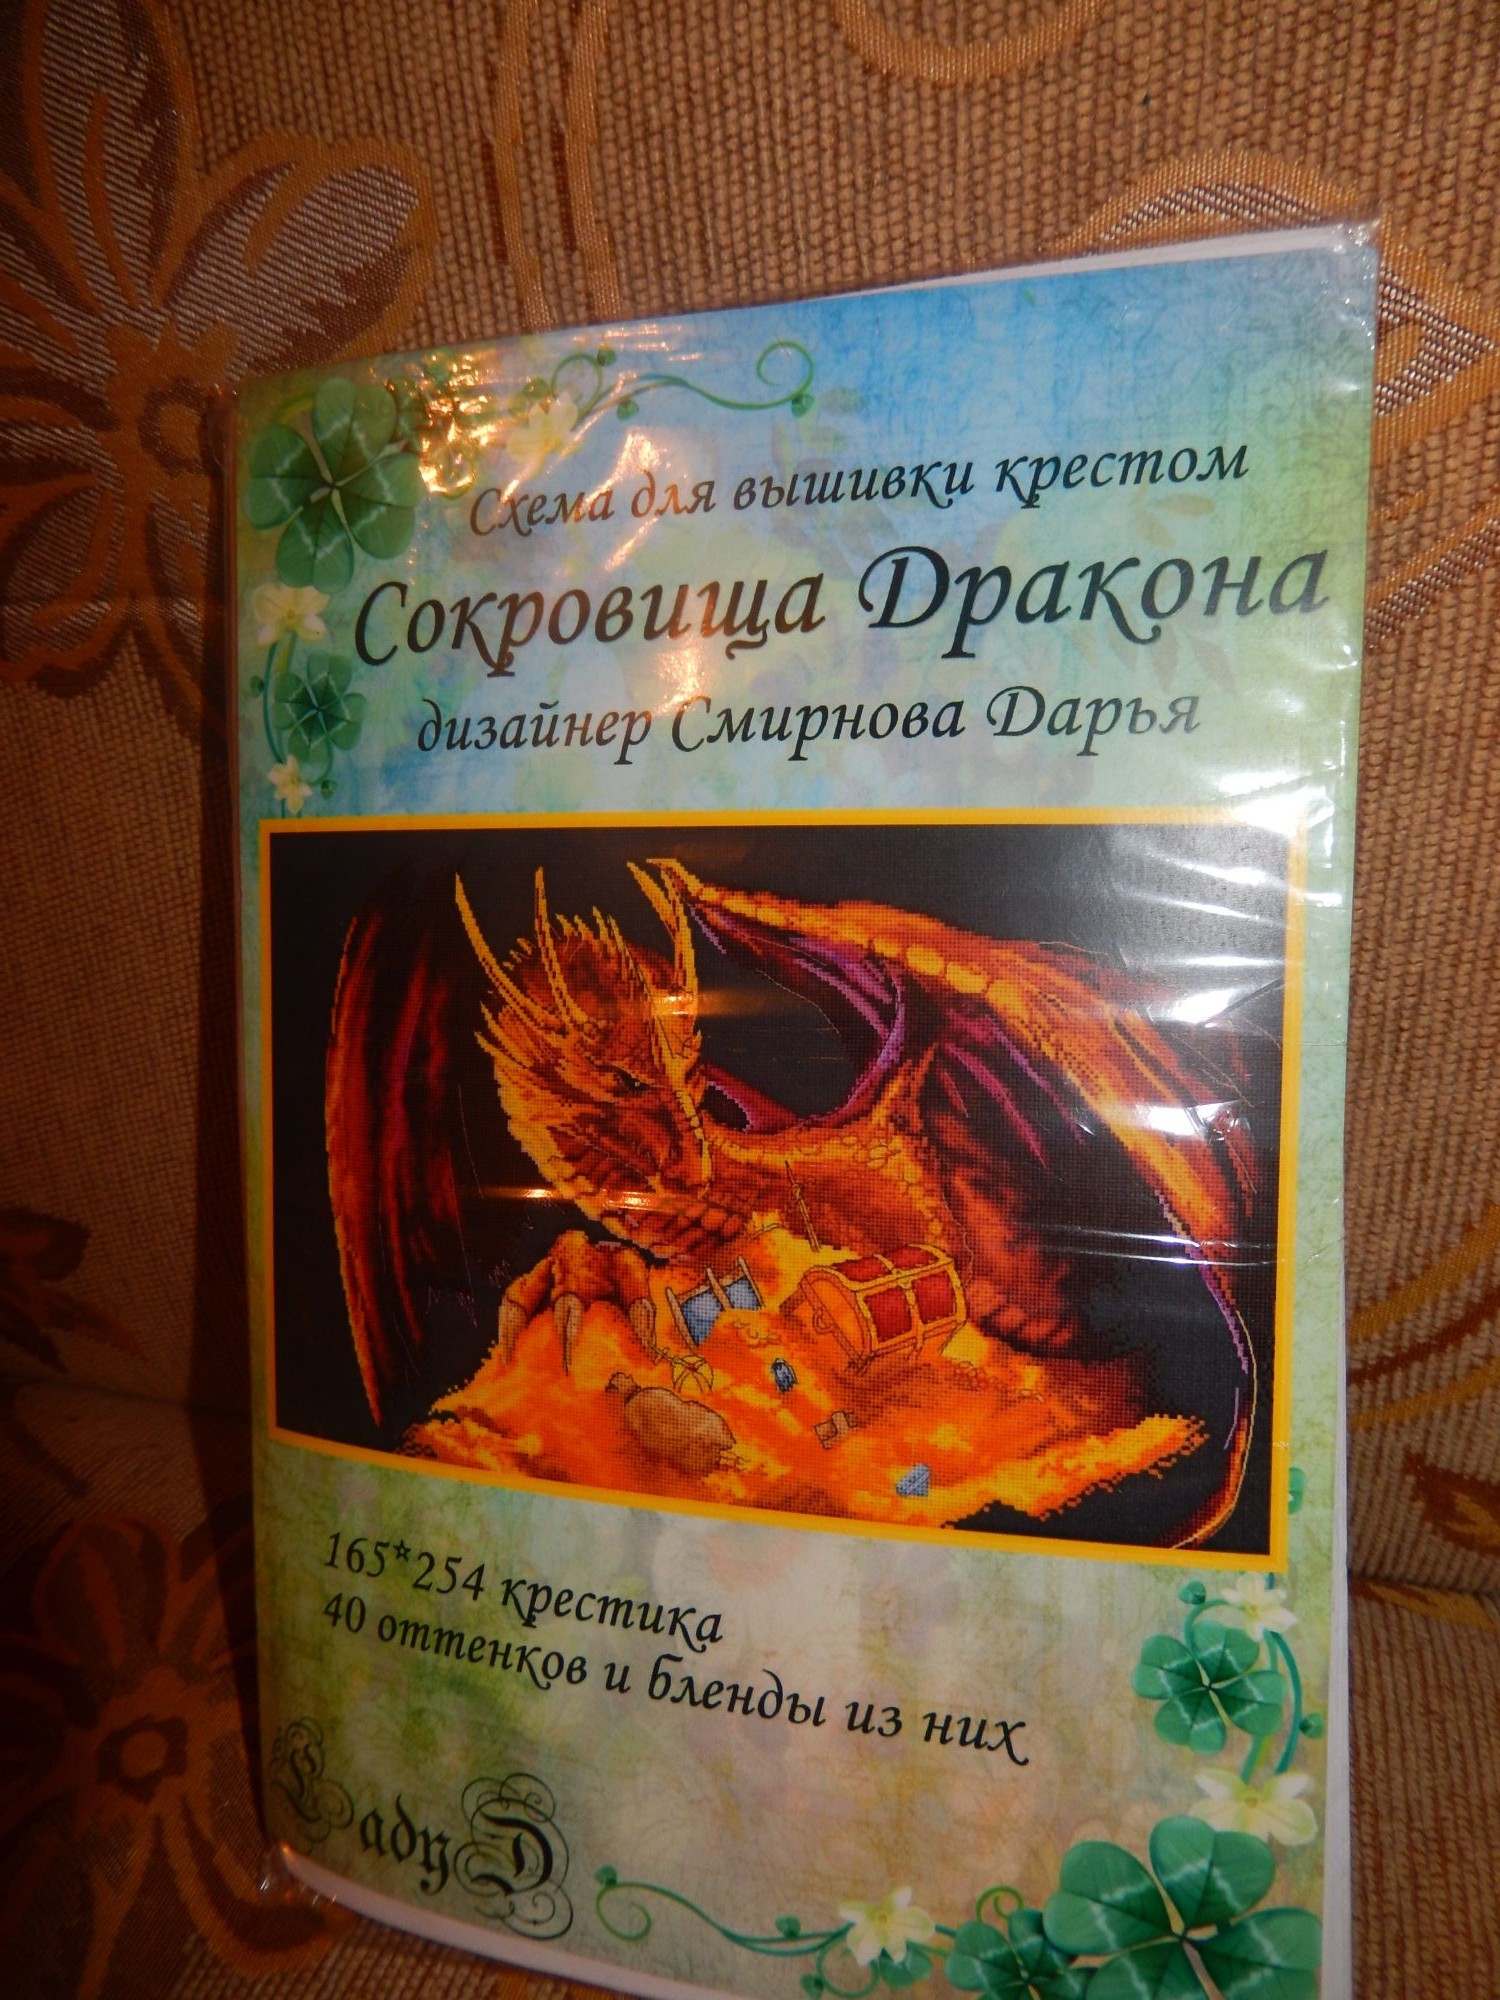 Схема для вышивки крестом
Сокровища Дракона
дизайнер Смирнова Дарья
165*254 крестика
40 оттенков и бленды из них
LadyD